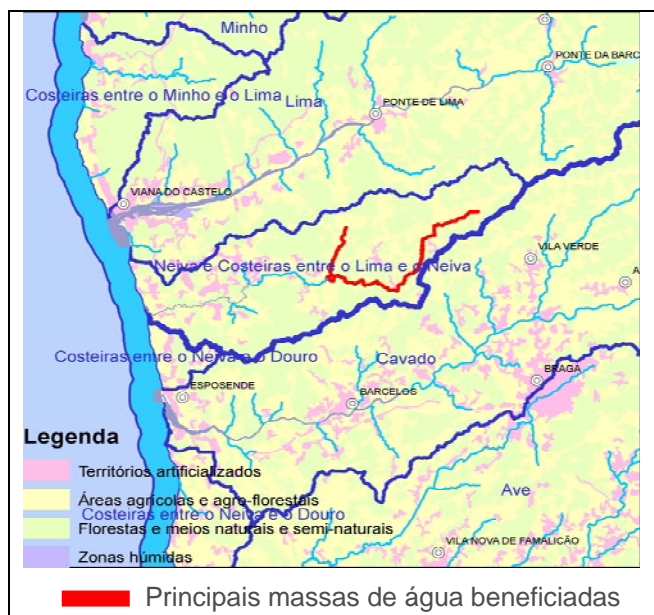 Minho
PONTE DA BARC
Costeiras entre o Minho e o Lima
Lima
PONTE DE LIMA
VIANA DO CASTELO
Neiva e Costeiras entre o Lima e o Neiva
VILA VERDE
A
Costeiras entre o Neiva e o Douro
Cavado
ESPOSENDE
BARCELOS
BRAGA
Legenda
Territórios artificializados
Áreas agrícolas e agro-florestais
Ave
Costeiras entre o Neiva e o Douro
Florestas e meios naturais e semi-naturais
Zonas húmidas
VILA NOVA DE FAMALICÃO
Principais massas de água beneficiadas